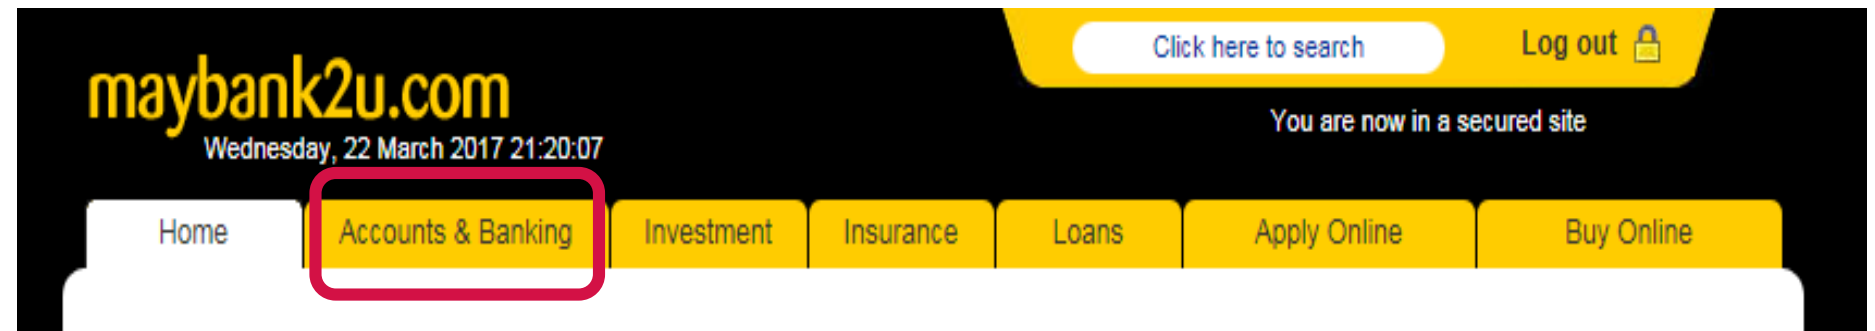 Click here to search
Log out
maybank2u.com
You are now in a secured site
Wednesday, 22 March 2017 21:20:07
Home
Accounts & Banking
Investment
Insurance
Loans
Apply Online
Buy Online